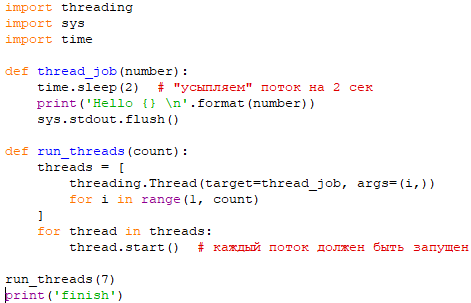 import threading
import sys
import time

def thread_job(number):
    time.sleep(2)  # "усыпляем" поток на 2 сек
    print('Hello {} \n'.format(number))
    sys.stdout.flush()

def run_threads(count):
    threads = [
        threading.Thread(target=thread_job, args=(i,))
        for i in range(1, count)
    ]
    for thread in threads:
        thread.start()  # каждый поток должен быть запущен

run_threads(7)
print('finish')